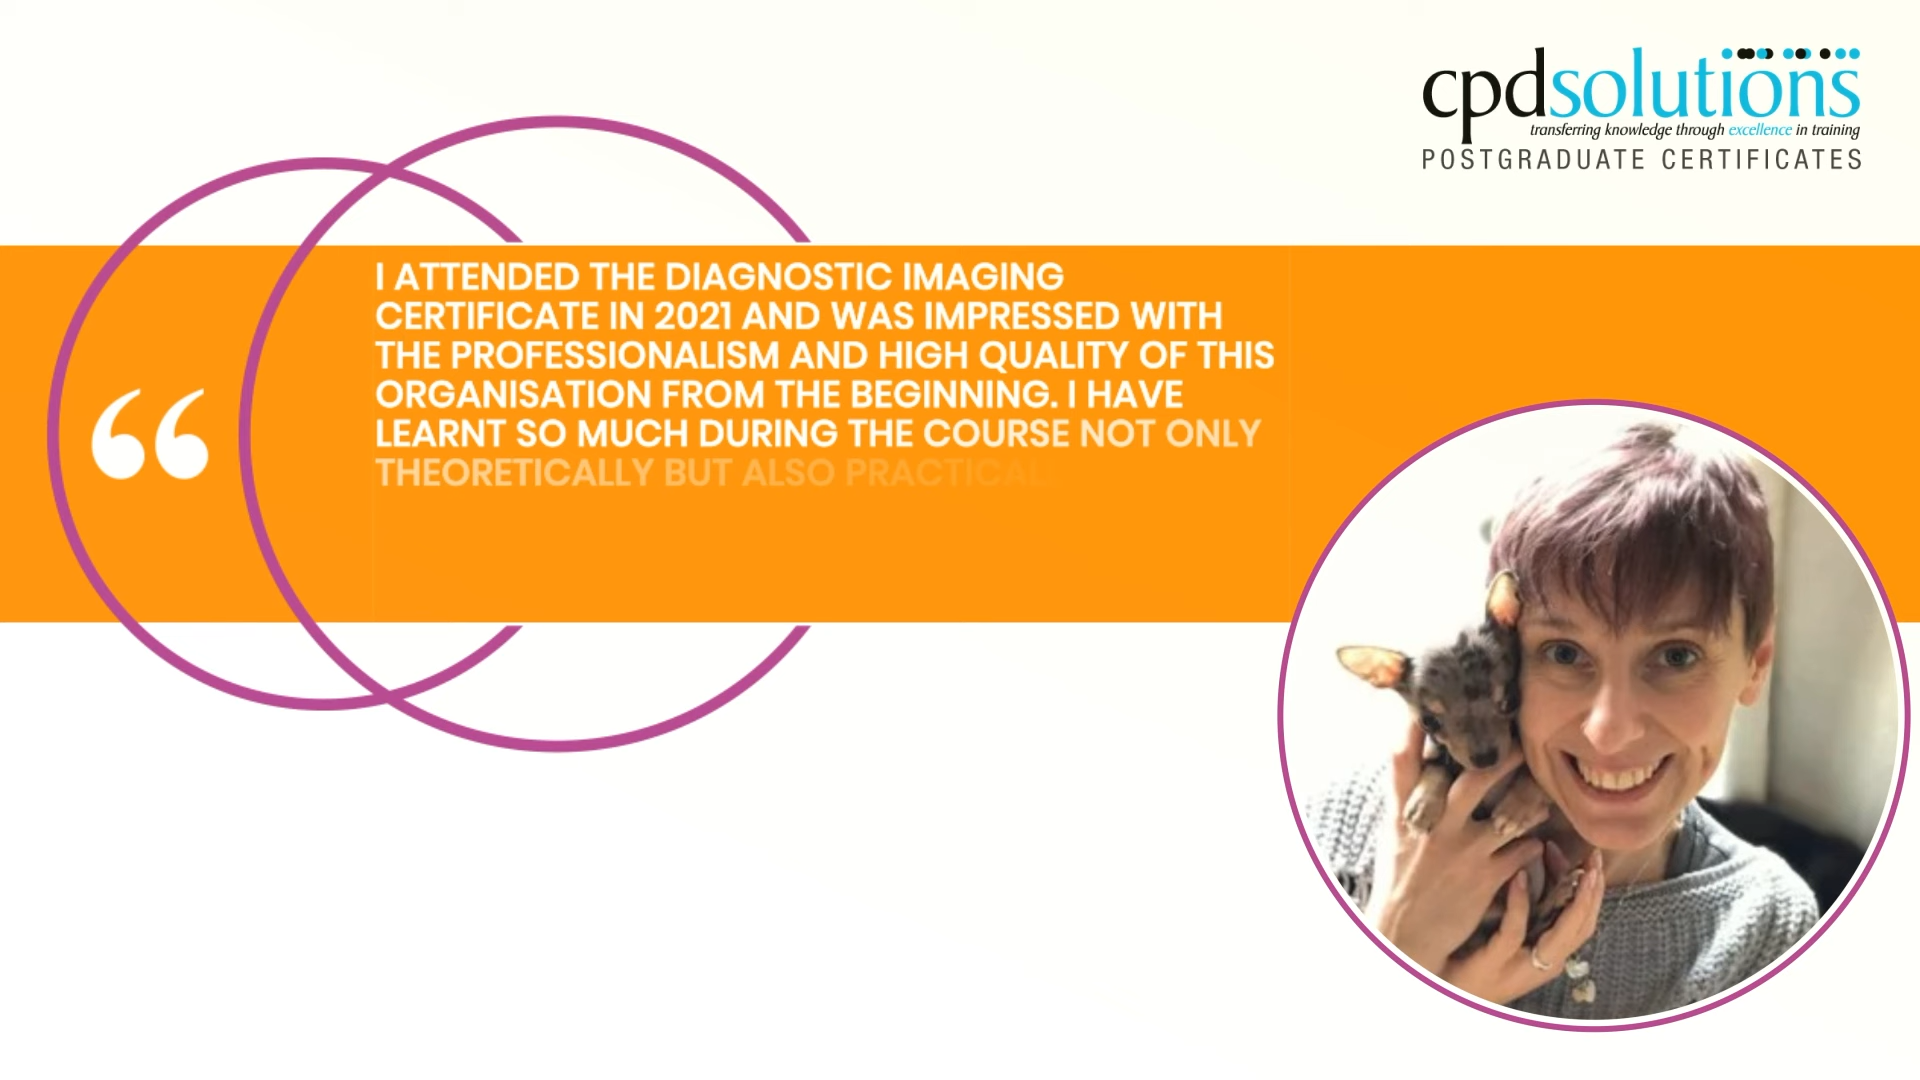 cpdsolutions
transferring knowledge through excellence in training
POSTGRADUATE CERTIFICATES
“
I ATTENDED THE DIAGNOSTIC IMAGING
CERTIFICATE IN 2021 AND WAS IMPRESSED WITH
THE PROFESSIONALISM AND HIGH QUALITY OF THIS
ORGANISATION FROM THE BEGINNING. I HAVE
LEARNT SO MUCH DURING THE COURSE NOT ONLY
THEORETICALLY BUT ALSO